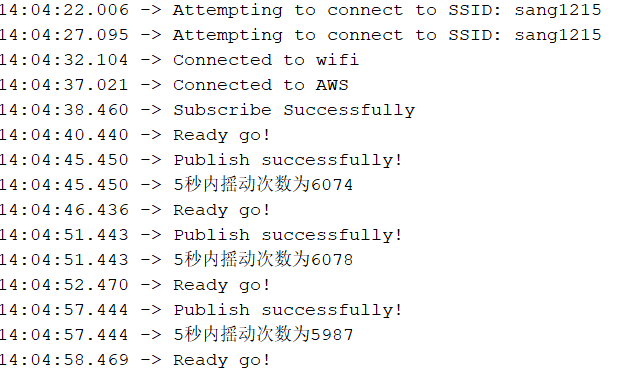 14:04:22.006 -> Attempting to connect to SSID: sang1215
14:04:27.095 -> Attempting to connect to SSID: sang1215
14:04:32.104 -> Connected to wifi
14:04:37.021 -> Connected to AWS
14:04:38.460 -> Subscribe Successfully
14:04:40.440 -> Ready go!
14:04:45.450 -> Publish successfully!
14:04:45.450 -> 5秒内摇动次数为6074
14:04:46.436 -> Ready go!
14:04:51.443 -> Publish successfully!
14:04:51.443 -> 5秒内摇动次数为6078
14:04:52.470 -> Ready go!
14:04:57.444 -> Publish successfully!
14:04:57.444 -> 5秒内摇动次数为5987
14:04:58.469 -> Ready go!